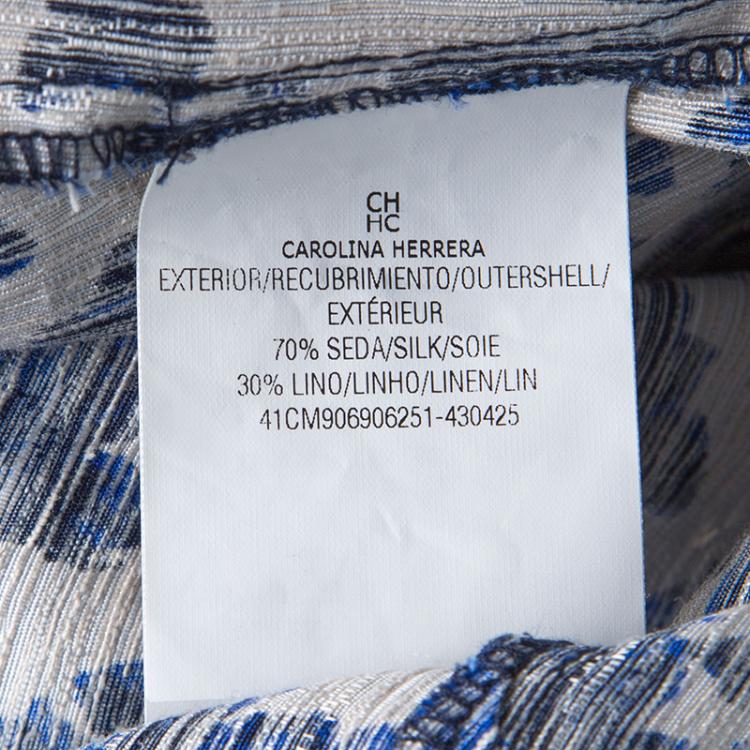 CH
HC
CAROLINA HERRERA
EXTERIOR/RECUBRIMIENTO/OUTERSHELL/
EXTÉRIEUR
70% SEDA/SILK/SOIE
30% LINO/LINHO/LINEN/LIN
41CM906906251-430425